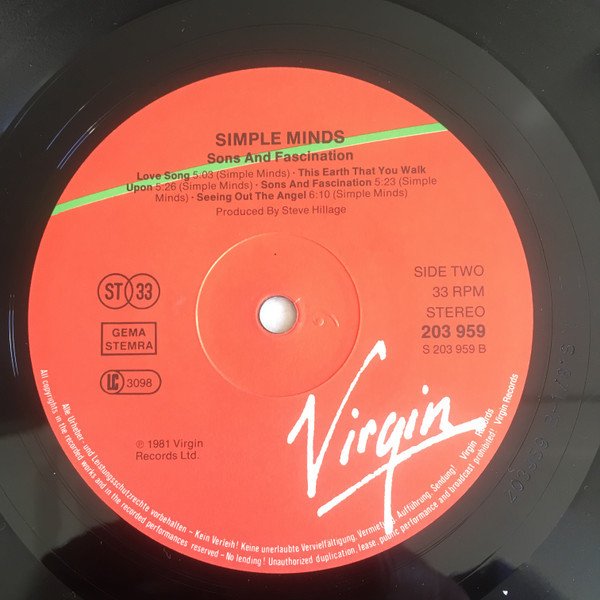 SIMPLE MINDS
Sons And Fascination
Love Song 5:03 (Simple Minds) · This Earth That You Walk
Upon 5:26 (Simple Minds) · Sons And Fascination 5:23 (Simple
Minds) · Seeing Out The Angel 6:10 (Simple Minds)
Produced By Steve Hillage
ST 33
GEMA
STEMRA
LC 3098
SIDE TWO
33 RPM
STEREO
203 959
S 203 959 B
℗ 1981 Virgin
Records Ltd.
Virgin
Alle Urheber- und Leistungsschutzrechte vorbehalten – Kein Verleih! Keine unerlaubte Vervielfältigung, Vermietung, Aufführung, Sendung! Virgin Records
All copyrights in the recorded works and in the recorded performances reserved – No lending! Unauthorized duplication, lease, public performance and broadcast prohibited! Virgin Records